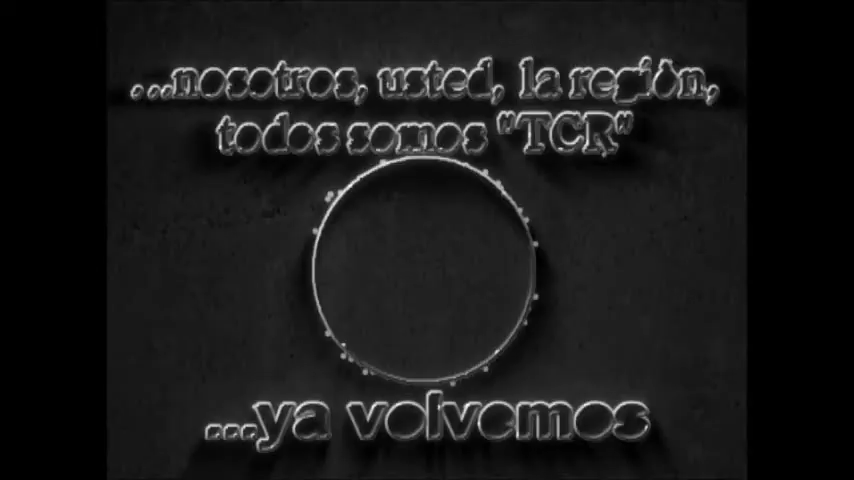 ...nosotros, usted, la región,
todos somos "TCR"
...ya volvemos